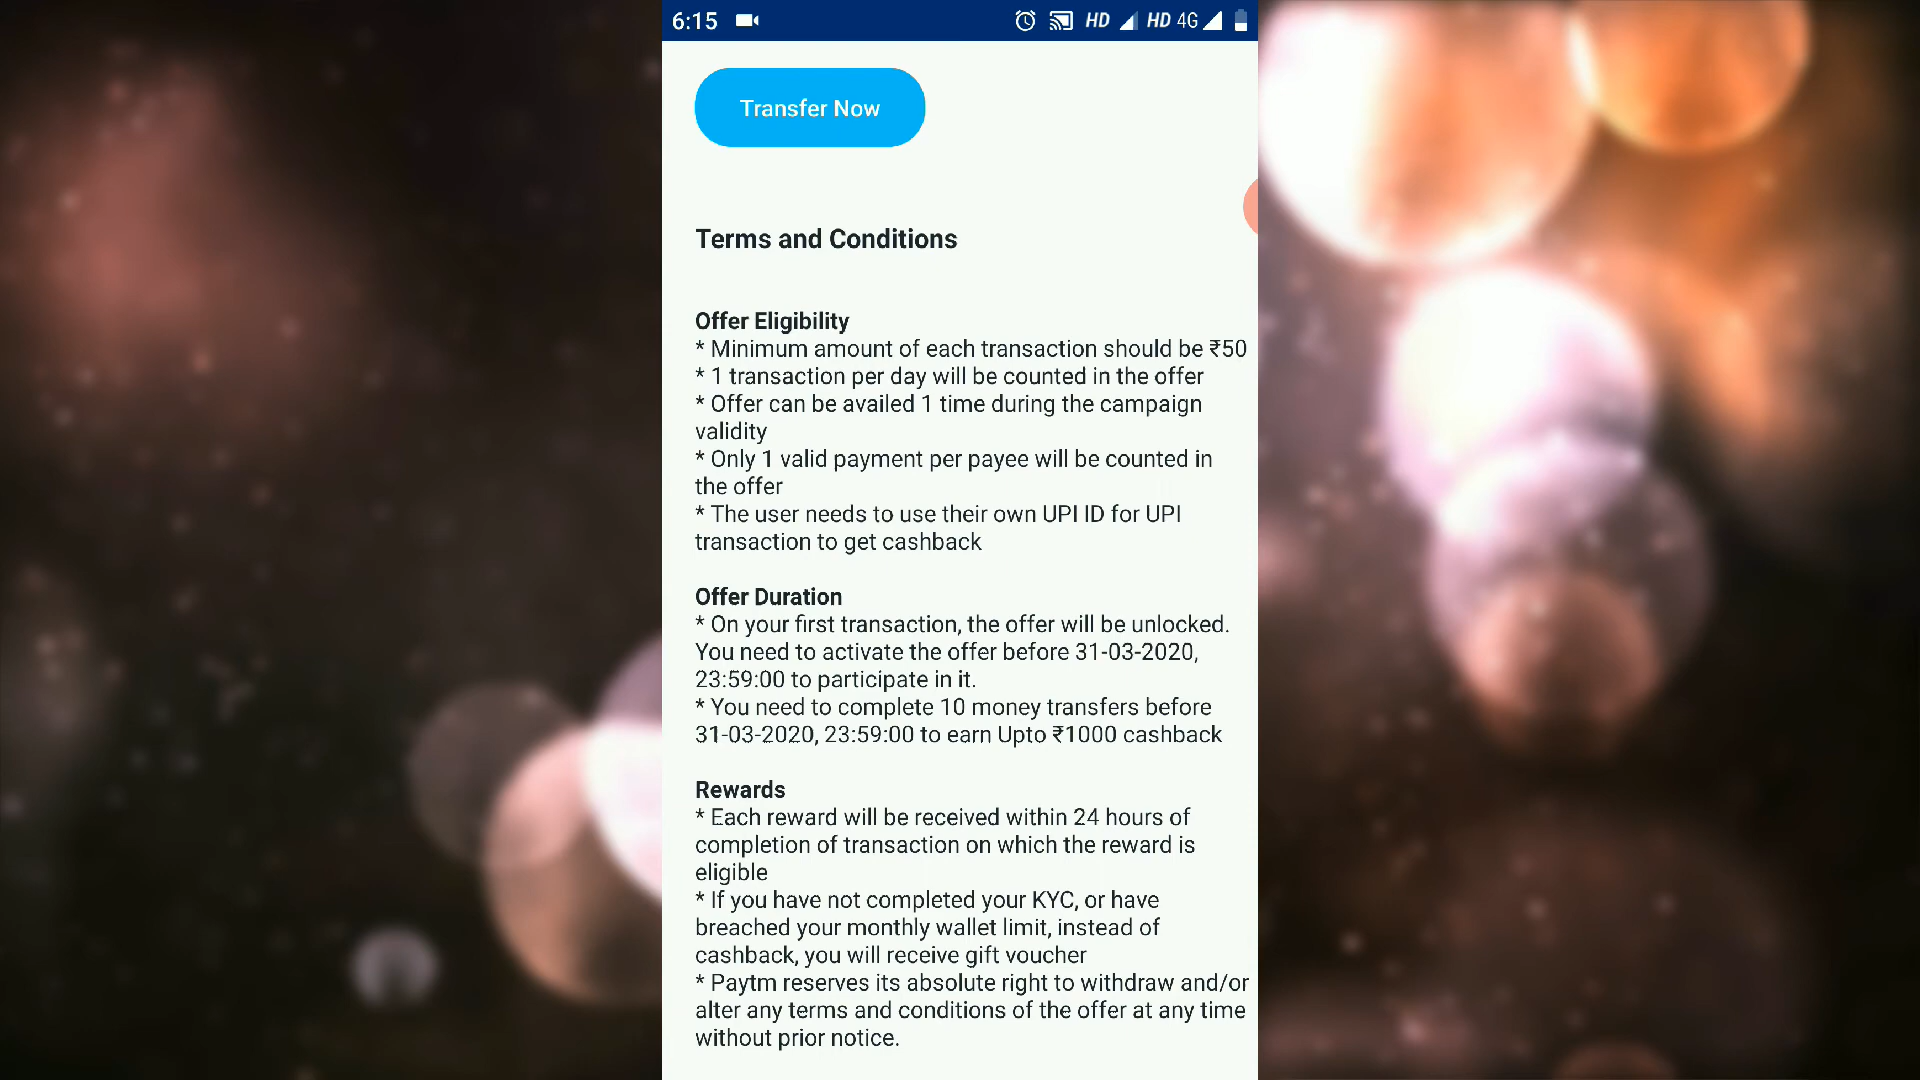 6:15 HD HD 4G
Transfer Now
Terms and Conditions
Offer Eligibility
* Minimum amount of each transaction should be ₹50
* 1 transaction per day will be counted in the offer
* Offer can be availed 1 time during the campaign
validity
* Only 1 valid payment per payee will be counted in
the offer
* The user needs to use their own UPI ID for UPI
transaction to get cashback
Offer Duration
* On your first transaction, the offer will be unlocked.
You need to activate the offer before 31-03-2020,
23:59:00 to participate in it.
* You need to complete 10 money transfers before
31-03-2020, 23:59:00 to earn Upto ₹1000 cashback
Rewards
* Each reward will be received within 24 hours of
completion of transaction on which the reward is
eligible
* If you have not completed your KYC, or have
breached your monthly wallet limit, instead of
cashback, you will receive gift voucher
* Paytm reserves its absolute right to withdraw and/or
alter any terms and conditions of the offer at any time
without prior notice.